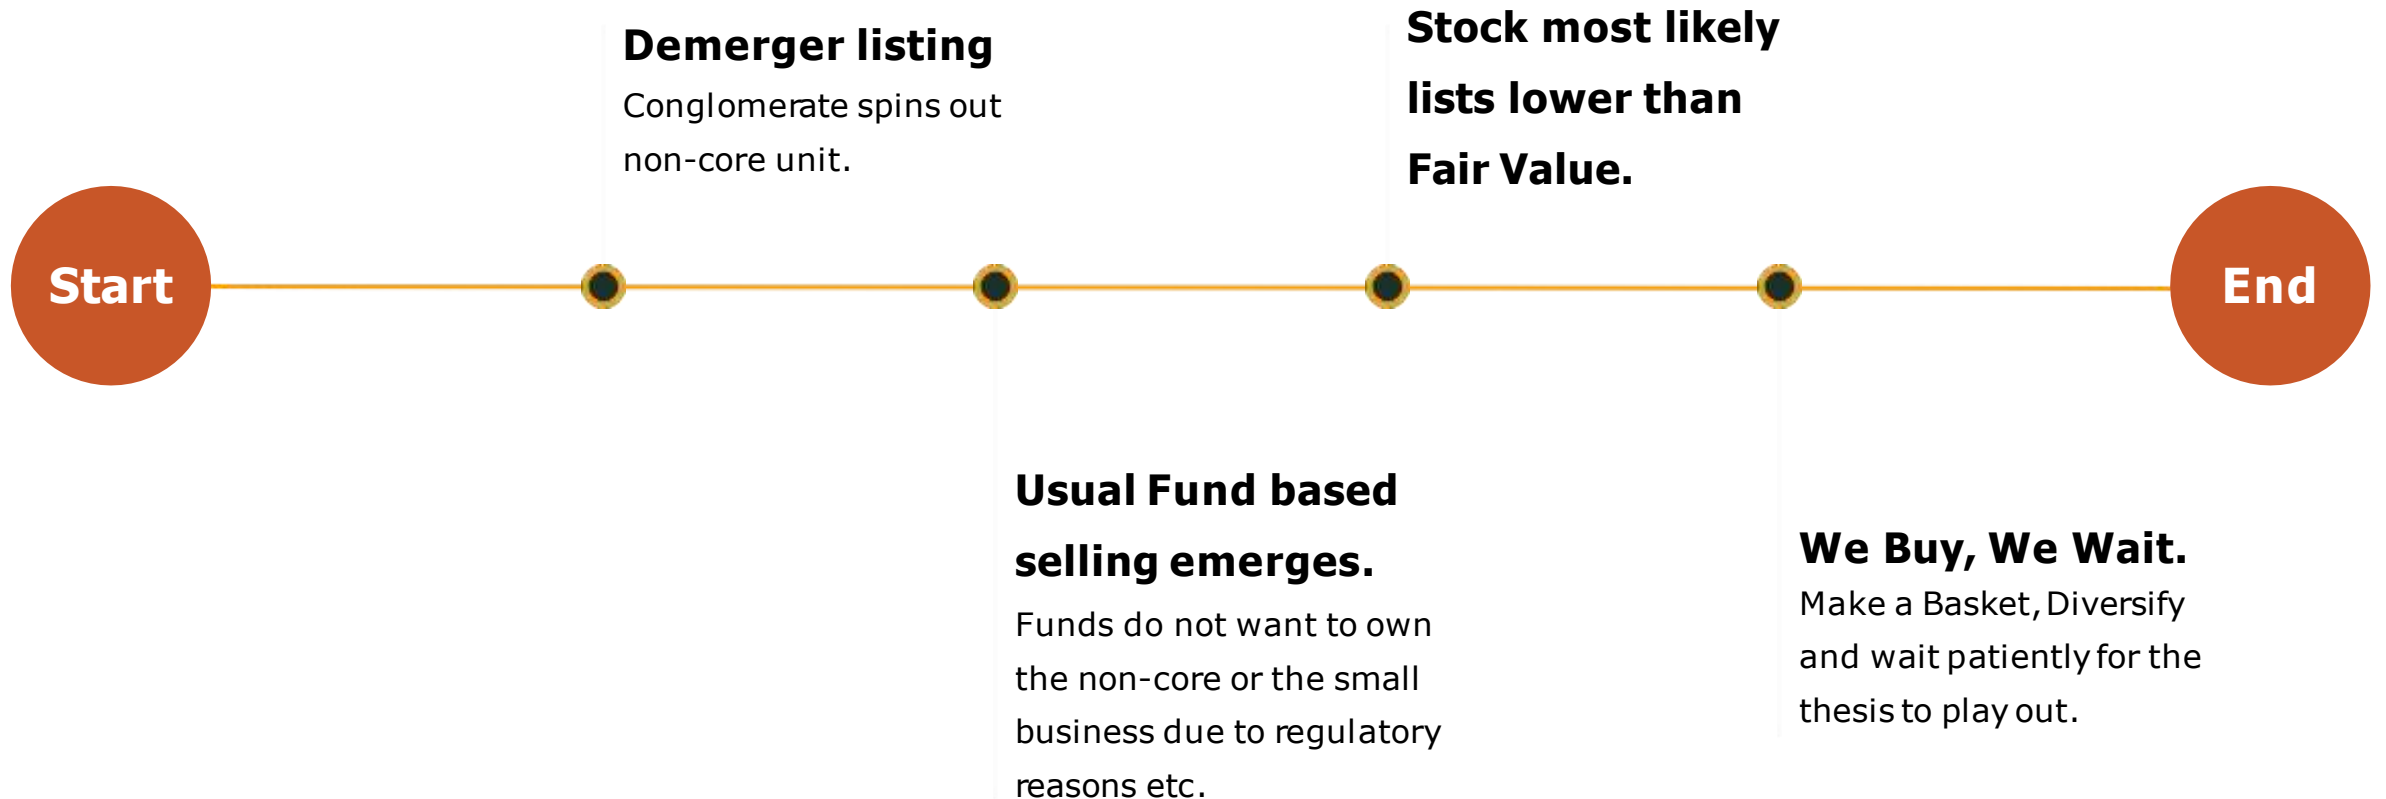 Start
Demerger listing
Conglomerate spins out
non-core unit.
Usual Fund based
selling emerges.
Funds do not want to own
the non-core or the small
business due to regulatory
reasons etc.
Stock most likely
lists lower than
Fair Value.
We Buy, We Wait.
Make a Basket, Diversify
and wait patiently for the
thesis to play out.
End